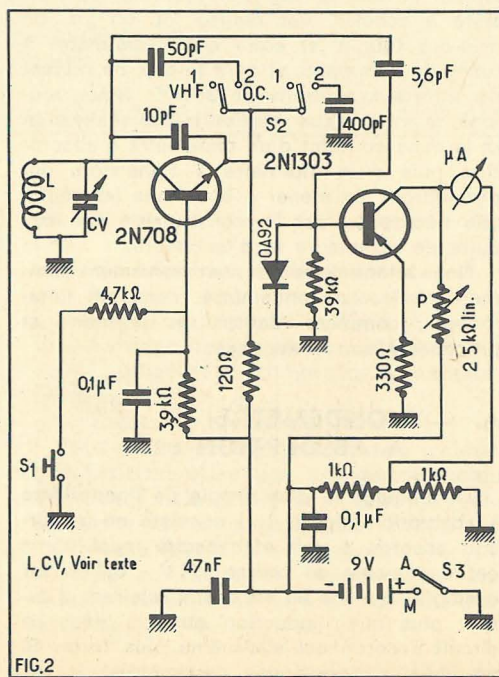 50pF
5,6pF
1 2 1 2
VHF O.C.
S2
10pF
400pF
2N1303
µA
L
CV
2N708
OA92
39kΩ
P
25kΩ lin.
4,7kΩ
330Ω
0,1µF
39kΩ
120Ω
S1
1kΩ
1kΩ
0,1µF
L,CV, Voir texte
47nF
9V
+
A
M
S3
FIG.2